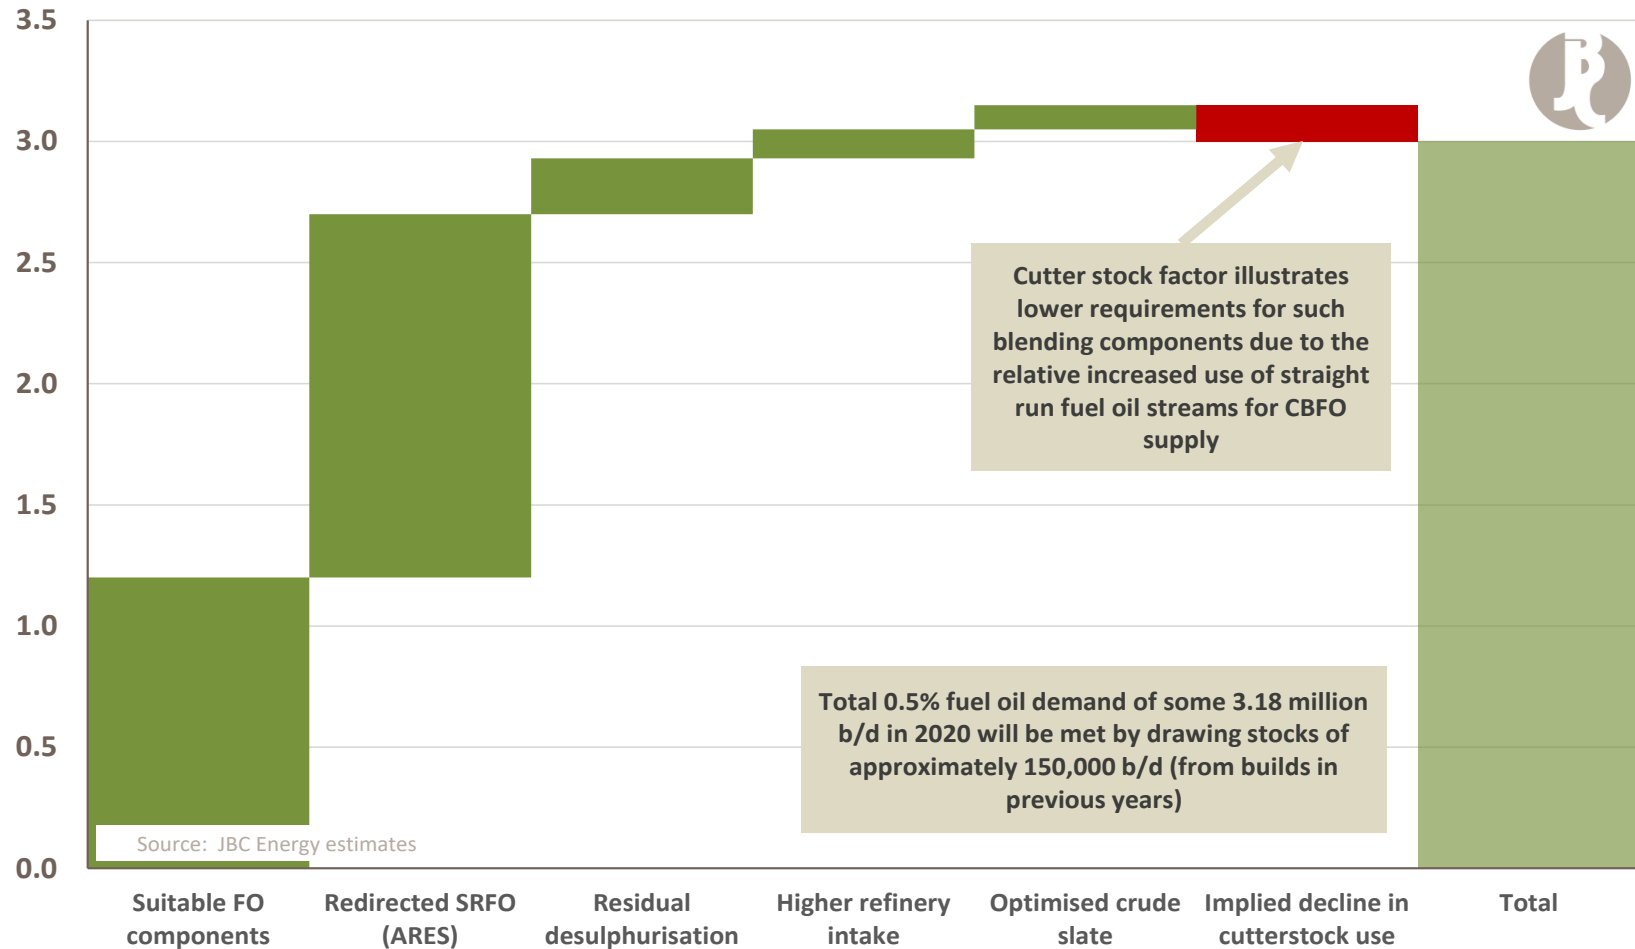 3.5
3.0
2.5
2.0
1.5
1.0
0.5
0.0
JBC
Cutter stock factor illustrates
lower requirements for such
blending components due to the
relative increased use of straight
run fuel oil streams for CBFO
supply
Total 0.5% fuel oil demand of some 3.18 million
b/d in 2020 will be met by drawing stocks of
approximately 150,000 b/d (from builds in
previous years)
Source: JBC Energy estimates
Suitable FO
components
Redirected SRFO
(ARES)
Residual
desulphurisation
Higher refinery
intake
Optimised crude
slate
Implied decline in
cutterstock use
Total